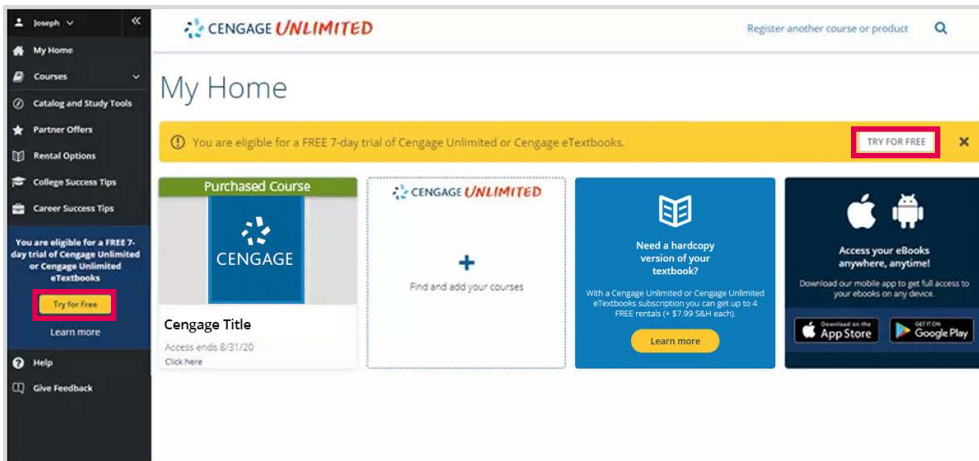 Joseph
CENGAGE UNLIMITED
Register another course or product
My Home
Courses
Catalog and Study Tools
Partner Offers
Rental Options
College Success Tips
Career Success Tips
You are eligible for a FREE 7-
day trial of Cengage Unlimited
or Cengage Unlimited
eTextbooks
Try for Free
Learn more
Help
Give Feedback
My Home
You are eligible for a FREE 7-day trial of Cengage Unlimited or Cengage eTextbooks.
TRY FOR FREE
Purchased Course
CENGAGE
Cengage Title
Access ends 8/31/20
Click here
CENGAGE UNLIMITED
Find and add your courses
Need a hardcopy
version of your
textbook?
With a Cengage Unlimited or Cengage Unlimited
eTextbooks subscription you can get up to 4
FREE rentals (+ $7.99 S&H each).
Learn more
Access your eBooks
anywhere, anytime!
Download our mobile app to get full access to
your ebooks on any device.
Download on the
App Store
GET IT ON
Google Play